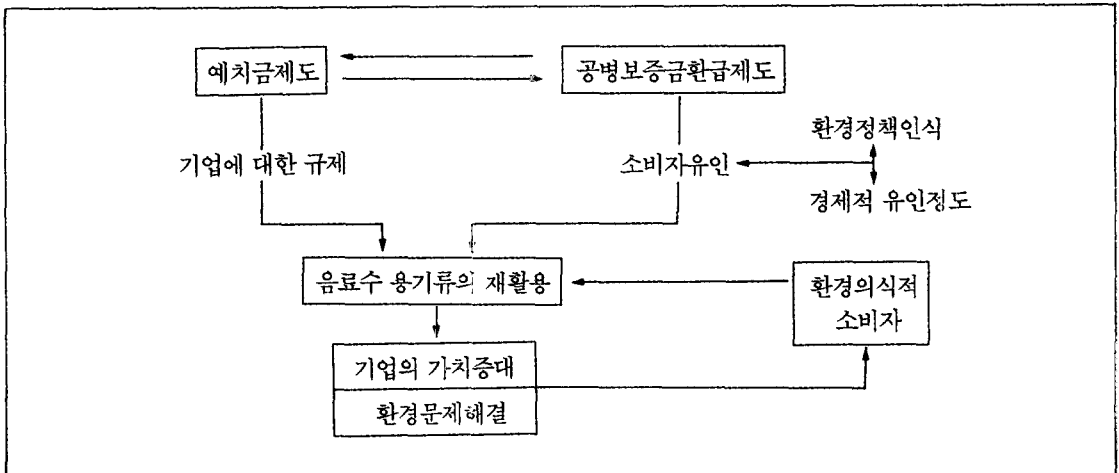 예치금제도
공병보증금환급제도
환경정책인식
기업에 대한 규제
소비자유인
경제적 유인정도
음료수 용기류의 재활용
환경의식적
소비자
기업의 가치증대
환경문제해결